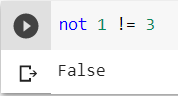 not 1 != 3
False